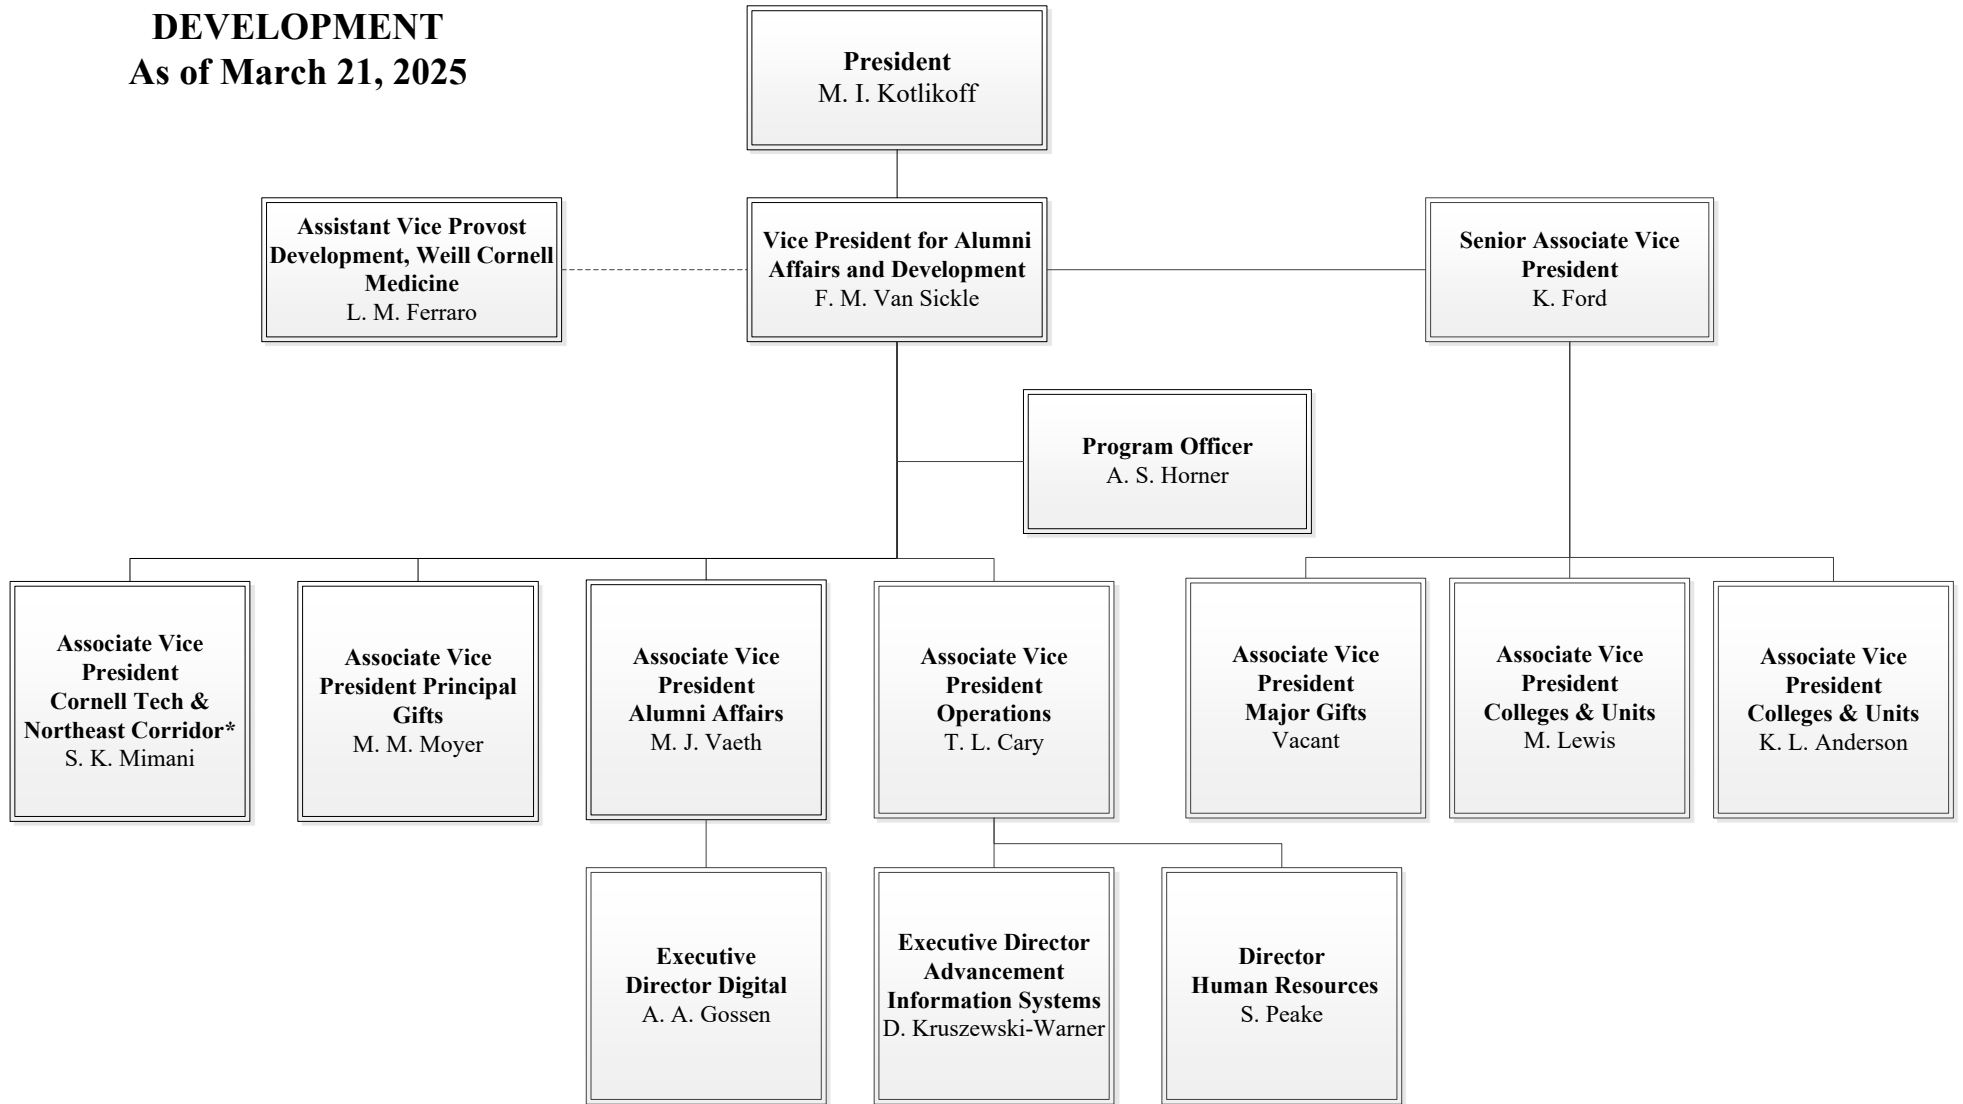 DEVELOPMENT
As of March 21, 2025
President
M. I. Kotlikoff
Assistant Vice Provost
Development, Weill Cornell
Medicine
L. M. Ferraro
Vice President for Alumni
Affairs and Development
F. M. Van Sickle
Senior Associate Vice
President
K. Ford
Program Officer
A. S. Horner
Associate Vice
President
Cornell Tech &
Northeast Corridor*
S. K. Mimani
Associate Vice
President Principal
Gifts
M. M. Moyer
Associate Vice
President
Alumni Affairs
M. J. Vaeth
Associate Vice
President
Operations
T. L. Cary
Associate Vice
President
Major Gifts
Vacant
Associate Vice
President
Colleges & Units
M. Lewis
Associate Vice
President
Colleges & Units
K. L. Anderson
Executive
Director Digital
A. A. Gossen
Executive Director
Advancement
Information Systems
D. Kruszewski-Warner
Director
Human Resources
S. Peake